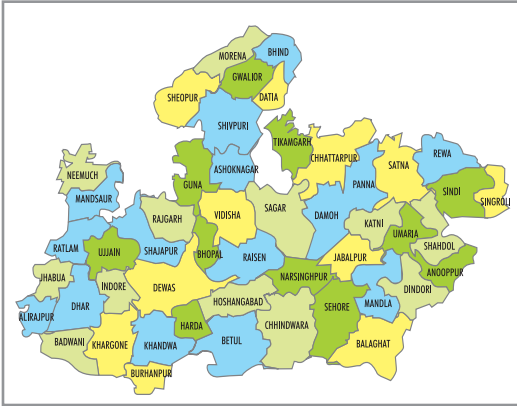 MORENA
BHIND
GWALIOR
SHEOPUR
DATIA
SHIVPURI
TIKAMGARH
CHHATTARPUR
REWA
SATNA
ASHOKNAGAR
NEEMUCH
GUNA
PANNA
SINDI
MANDSAUR
SINGROLI
SAGAR
VIDISHA
DAMOH
RAJGARH
KATNI
UMARIA
RATLAM
UJJAIN
SHAJAPUR
BHOPAL
RAISEN
JABALPUR
SHAHDOL
JHABUA
NARSINGHPUR
ANOOPPUR
INDORE
DEWAS
DINDORI
DHAR
HOSHANGABAD
SEHORE
MANDLA
ALIRAJPUR
HARDA
CHHINDWARA
BADWANI
KHARGONE
KHANDWA
BETUL
BALAGHAT
BURHANPUR